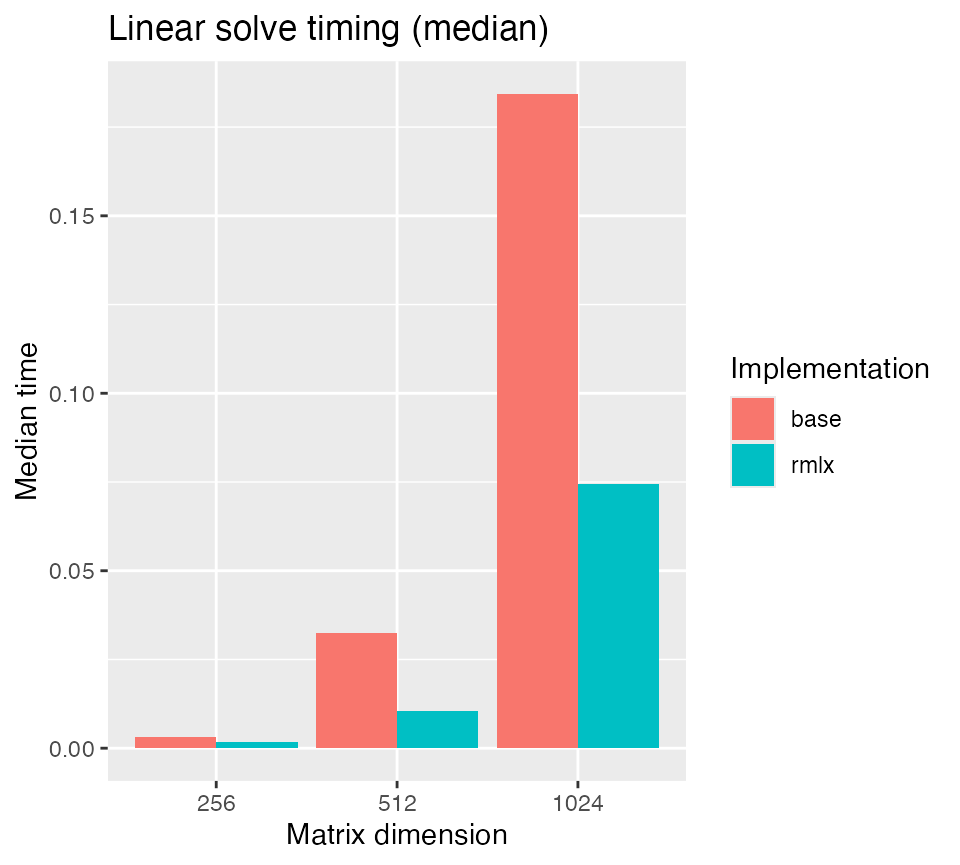 Linear solve timing (median)
Median time
0.15
0.10
0.05
0.00
256 512 1024
Matrix dimension
Implementation
base
rmlx